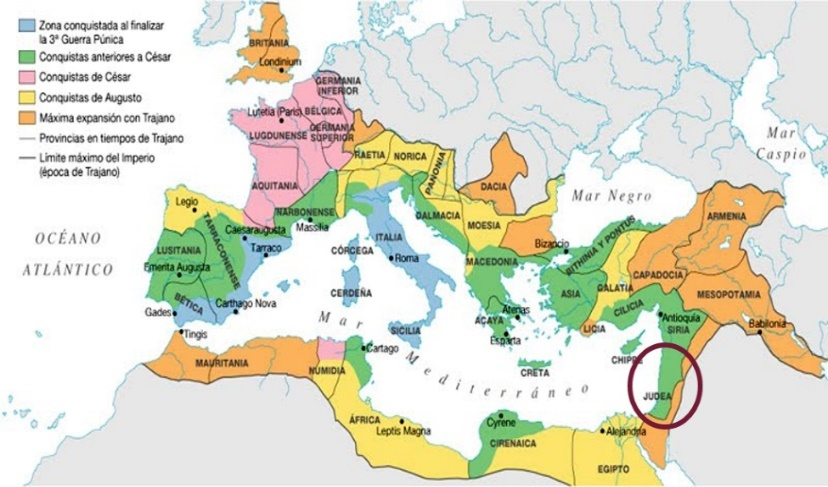 Zona conquistada al finalizar
la 3ª Guerra Púnica
Conquistas anteriores a César
Conquistas de César
Conquistas de Augusto
Máxima expansión con Trajano
Provincias en tiempos de Trajano
Límite máximo del Imperio
(época de Trajano)
BRITANIA
Londinium
GERMANIA
INFERIOR
Lutetia (París)
BÉLGICA
LUGDUNENSE
GERMANIA
SUPERIOR
RAETIA
NORICA
PANONIA
DACIA
AQUITANIA
NARBONENSE
Massilia
DALMACIA
MOESIA
Mar Negro
Mar
Caspio
ARMENIA
Legio
TARRACONENSE
Caesaraugusta
Tarraco
LUSITANIA
Emerita Augusta
BÉTICA
Carthago Nova
Gades
Tingis
OCÉANO
ATLÁNTICO
CÓRCEGA
ITALIA
Roma
CERDEÑA
SICILIA
MACEDONIA
Bizancio
BITHINIA Y PONTUS
GALATIA
CAPADOCIA
ASIA
CILICIA
LICIA
MESOPOTAMIA
Antioquía
SIRIA
Babilonia
ACAYA
Atenas
Esparta
CRETA
CHIPRE
JUDEA
Mar Mediterráneo
MAURITANIA
NUMIDIA
Cartago
ÁFRICA
Leptis Magna
Cyrene
CIRENAICA
Alejandría
EGIPTO